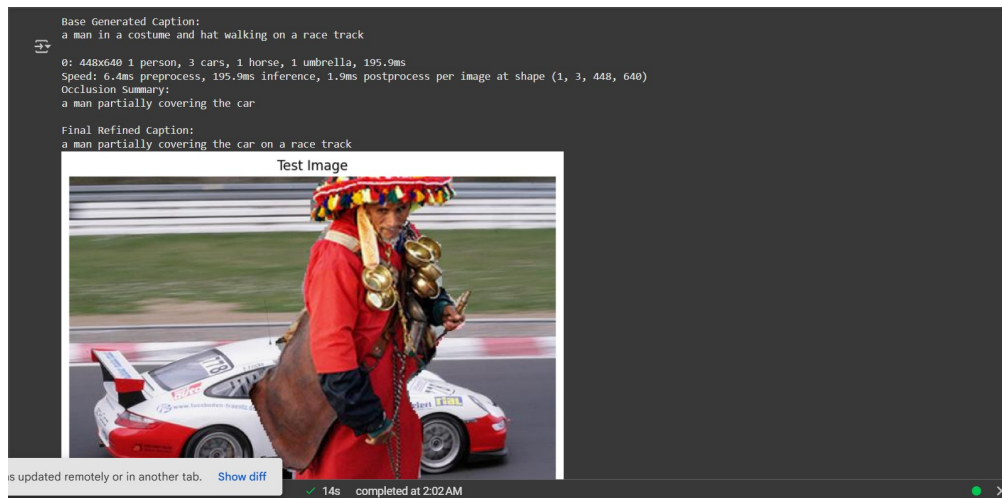 Base Generated Caption:
a man in a costume and hat walking on a race track
0: 448x640 1 person, 3 cars, 1 horse, 1 umbrella, 195.9ms
Speed: 6.4ms preprocess, 195.9ms inference, 1.9ms postprocess per image at shape (1, 3, 448, 640)
Occlusion Summary:
a man partially covering the car
Final Refined Caption:
a man partially covering the car on a race track
Test Image
118
s updated remotely or in another tab. Show diff
14s completed at 2:02 AM